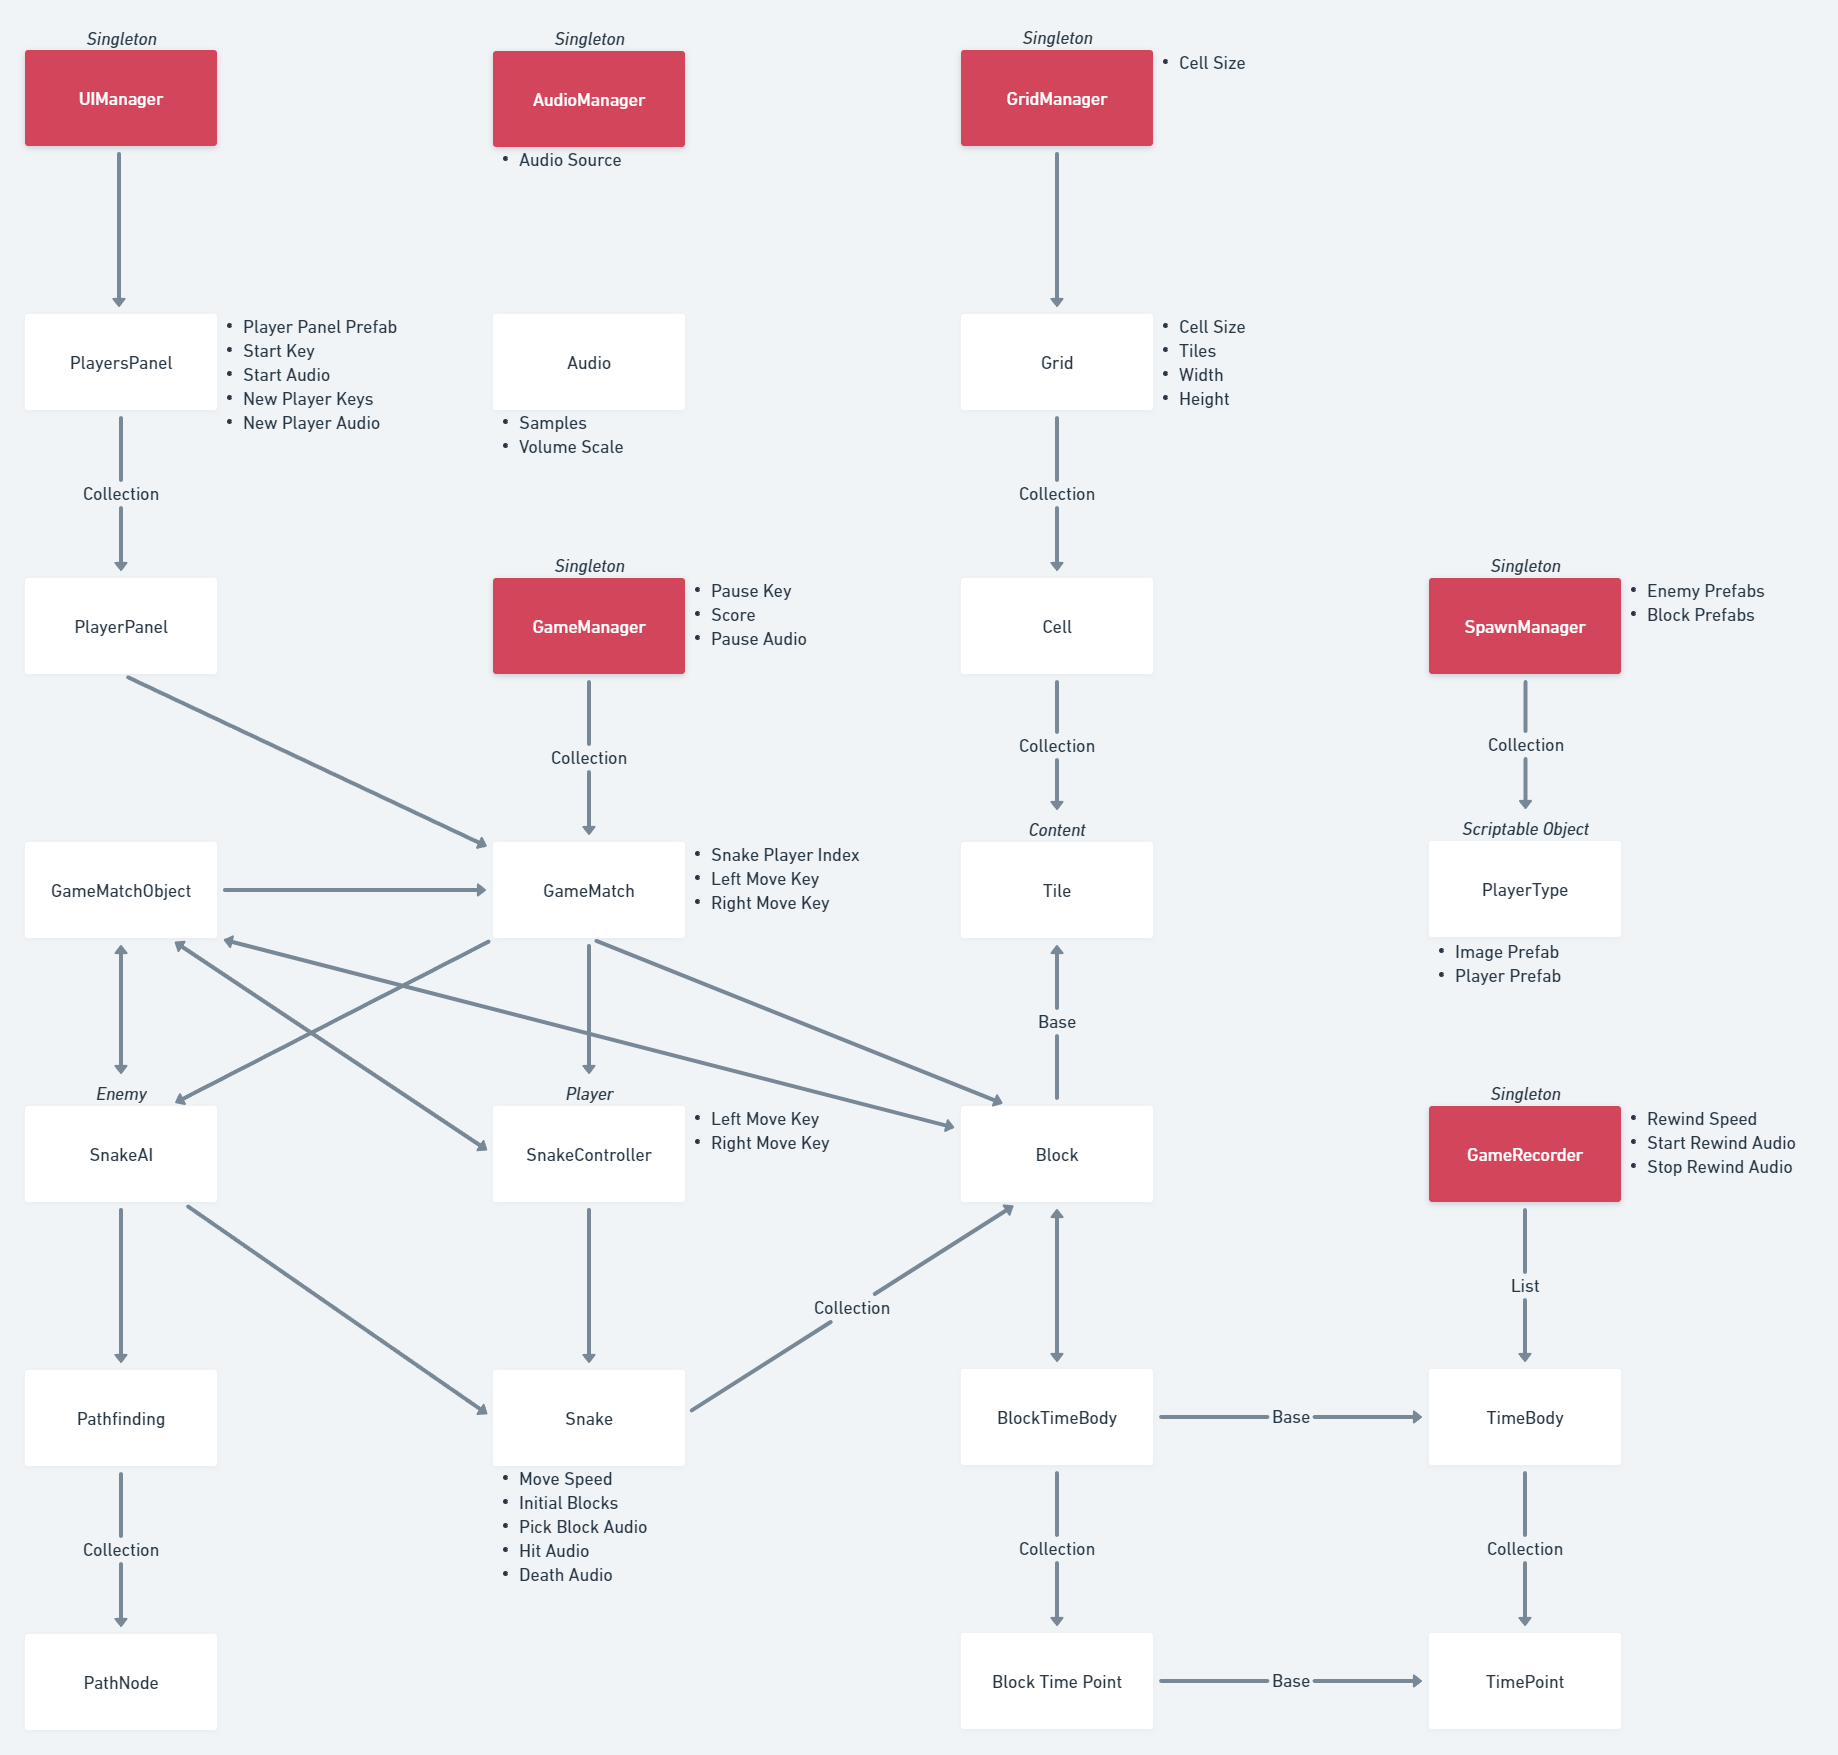 Singleton
UIManager
Singleton
AudioManager
• Audio Source
Singleton
GridManager
• Cell Size
PlayersPanel
• Player Panel Prefab
• Start Key
• Start Audio
• New Player Keys
• New Player Audio
Audio
• Samples
• Volume Scale
Grid
• Cell Size
• Tiles
• Width
• Height
Collection
Collection
PlayerPanel
Singleton
GameManager
• Pause Key
• Score
• Pause Audio
Cell
Singleton
SpawnManager
• Enemy Prefabs
• Block Prefabs
Collection
Collection
Collection
GameMatchObject
GameMatch
• Snake Player Index
• Left Move Key
• Right Move Key
Content
Tile
Scriptable Object
PlayerType
• Image Prefab
• Player Prefab
Base
Enemy
SnakeAI
Player
SnakeController
• Left Move Key
• Right Move Key
Block
Singleton
GameRecorder
• Rewind Speed
• Start Rewind Audio
• Stop Rewind Audio
Collection
List
Pathfinding
Snake
• Move Speed
• Initial Blocks
• Pick Block Audio
• Hit Audio
• Death Audio
BlockTimeBody
Base
TimeBody
Collection
Collection
Collection
PathNode
Block Time Point
Base
TimePoint